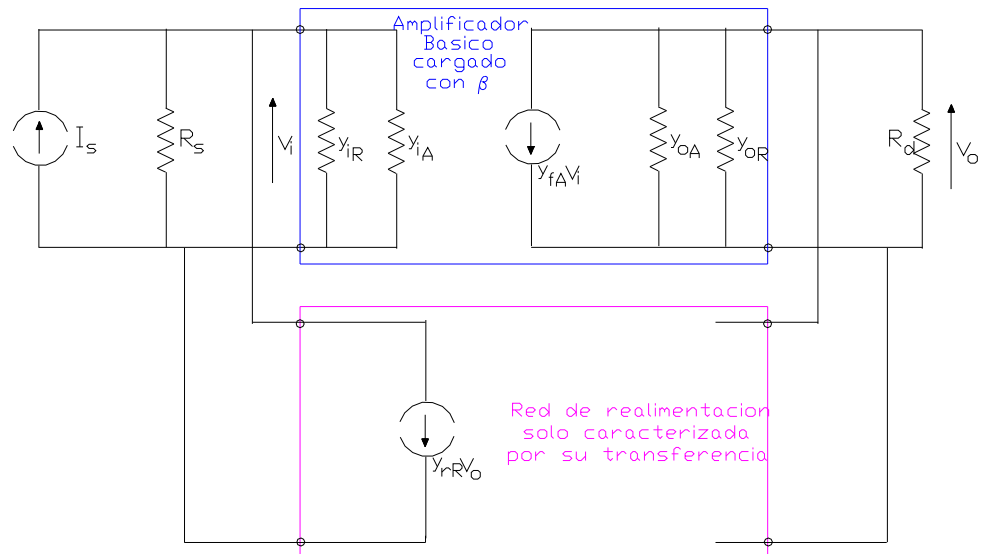 Amplificador
Basico
cargado
con β
Is
Rs
Vi
yiR
yiA
yfAVi
yoA
yoR
Rd
Vo
Red de realimentacion
solo caracterizada
por su transferencia
yrRVo